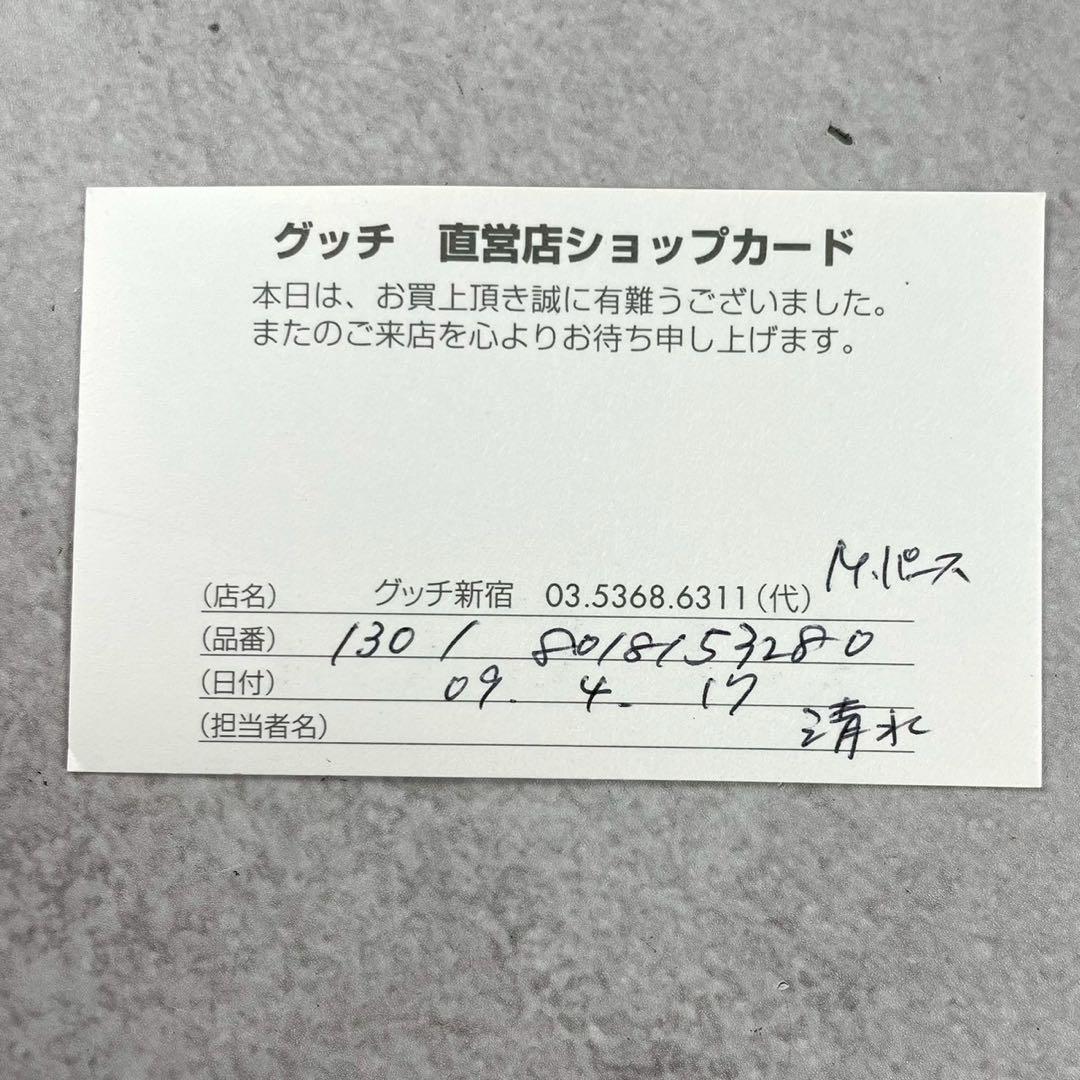 グッチ　直営店ショップカード
本日は、お買上頂き誠に有難うございました。
またのご来店を心よりお待ち申し上げます。
M.パース
(店名) グッチ新宿 03.5368.6311(代)
(品番) 1301 8018153280
(日付) 09. 4. 17
(担当者名) 清水